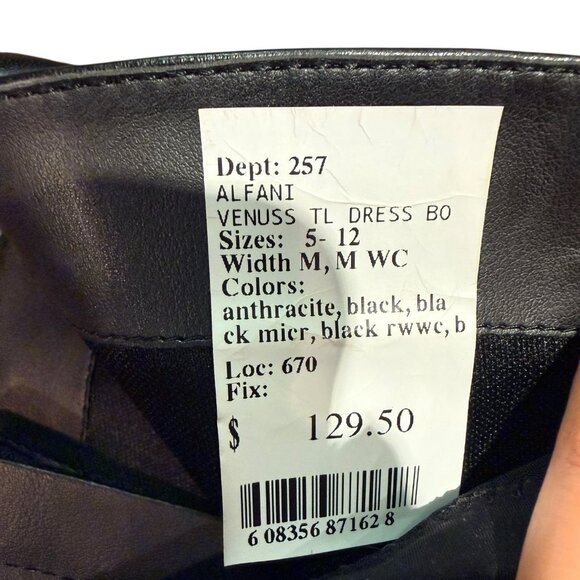 Dept: 257
ALFANI
VENUSS TL DRESS BO
Sizes: 5- 12
Width M, M WC
Colors:
anthracite, black, bla
ck micr, black rwwc, b
Loc: 670
Fix:
$ 129.50
6 08356 87162 8